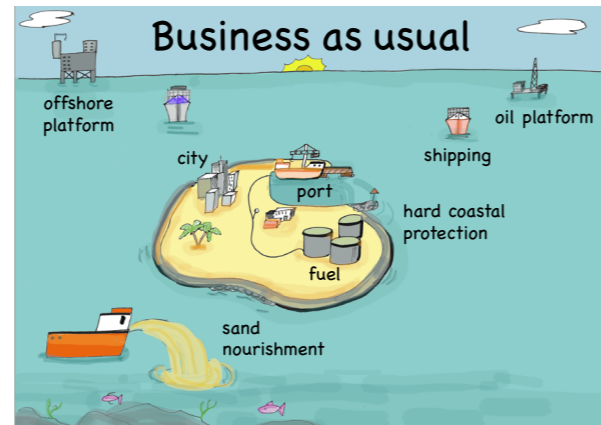 Business as usual
offshore
platform
oil platform
shipping
city
port
hard coastal
protection
fuel
sand
nourishment